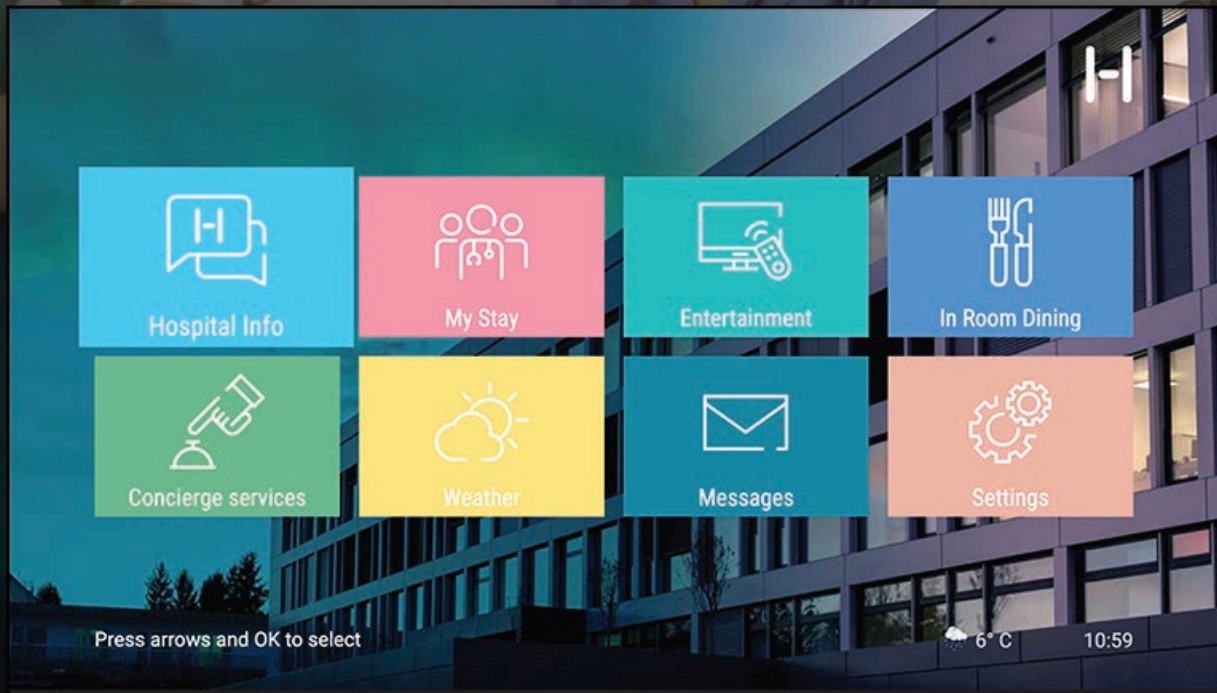 H
H
Hospital Info
My Stay
Entertainment
In Room Dining
Concierge services
Weather
Messages
Settings
Press arrows and OK to select
6° C
10:59